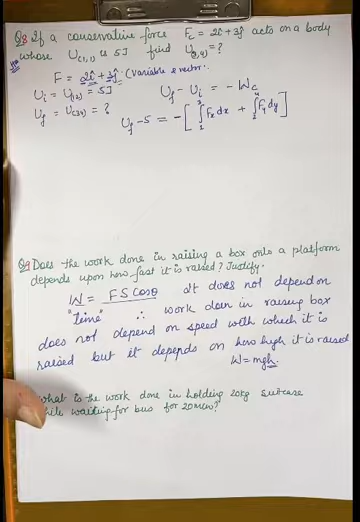 Q8 If a conservative force Fc = 2î + 3ĵ acts on a body
whose U(1,1) is 5J find U(3,4) = ?
F = 2î + 3ĵ (Variable vector.
Ui = U(1,1) = 5J    Uf - Ui = - Wc
Uf = U(3,4) = ?    Uf - 5 = - [ ∫ Fx dx + ∫ Fy dy ]
Q9 Does the work done in raising a box onto a platform
depends upon how fast it is raised? Justify.
W = FS Cosθ    It does not depend on
"Time" ∴ work done in raising box
does not depend on speed with which it is
raised but it depends on how high it is raised
W = mgh.
What is the work done in holding 20kg suitcase
while waiting for bus for 20min?